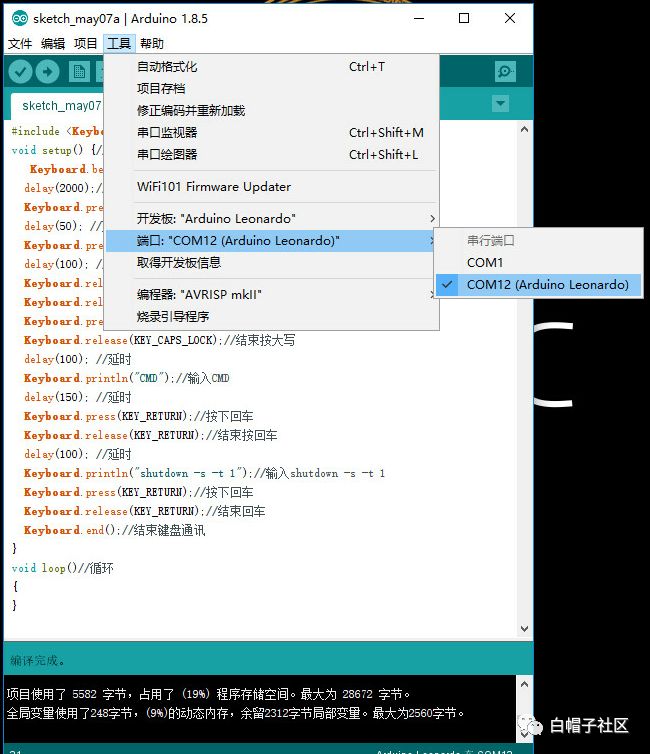 sketch_may07a | Arduino 1.8.5
文件 编辑 项目 工具 帮助
sketch_may07
自动格式化 Ctrl+T
项目存档
修正编码并重新加载
串口监视器 Ctrl+Shift+M
串口绘图器 Ctrl+Shift+L
WiFi101 Firmware Updater
开发板: "Arduino Leonardo"
端口: "COM12 (Arduino Leonardo)"
取得开发板信息
编程器: "AVRISP mkII"
烧录引导程序
串行端口
COM1
COM12 (Arduino Leonardo)
#include <Keyb
void setup() {/
Keyboard.be
delay(2000);/
Keyboard.pre
delay(50); /
Keyboard.pre
delay(100); /
Keyboard.rel
Keyboard.rel
Keyboard.pre
Keyboard.release(KEY_CAPS_LOCK);//结束按大写
delay(100); //延时
Keyboard.println("CMD");//输入CMD
delay(150); //延时
Keyboard.press(KEY_RETURN);//按下回车
Keyboard.release(KEY_RETURN);//结束按回车
delay(100); //延时
Keyboard.println("shutdown -s -t 1");//输入shutdown -s -t 1
Keyboard.press(KEY_RETURN);//按下回车
Keyboard.release(KEY_RETURN);//结束回车
Keyboard.end();//结束键盘通讯
}
void loop()//循环
{
}
编译完成。
项目使用了 5582 字节，占用了 (19%) 程序存储空间。最大为 28672 字节。
全局变量使用了248字节，(9%)的动态内存，余留2312字节局部变量。最大为2560字节。
白帽子社区